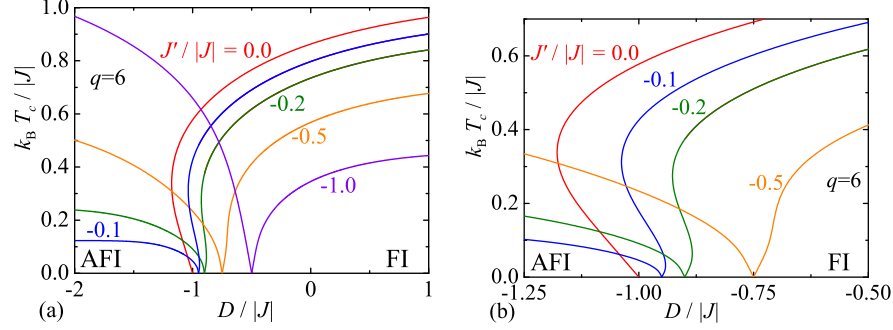 1.0
0.8
0.6
0.4
0.2
0.0
k_B T_c / |J|
q=6
J′ / |J| = 0.0
-0.2
-0.5
-1.0
-0.1
AFI
FI
-2
-1
0
1
(a)
D / |J|
0.6
0.4
0.2
0.0
k_B T_c / |J|
J′ / |J| = 0.0
-0.1
-0.2
-0.5
q=6
AFI
FI
-1.25
-1.00
-0.75
-0.50
(b)
D / |J|